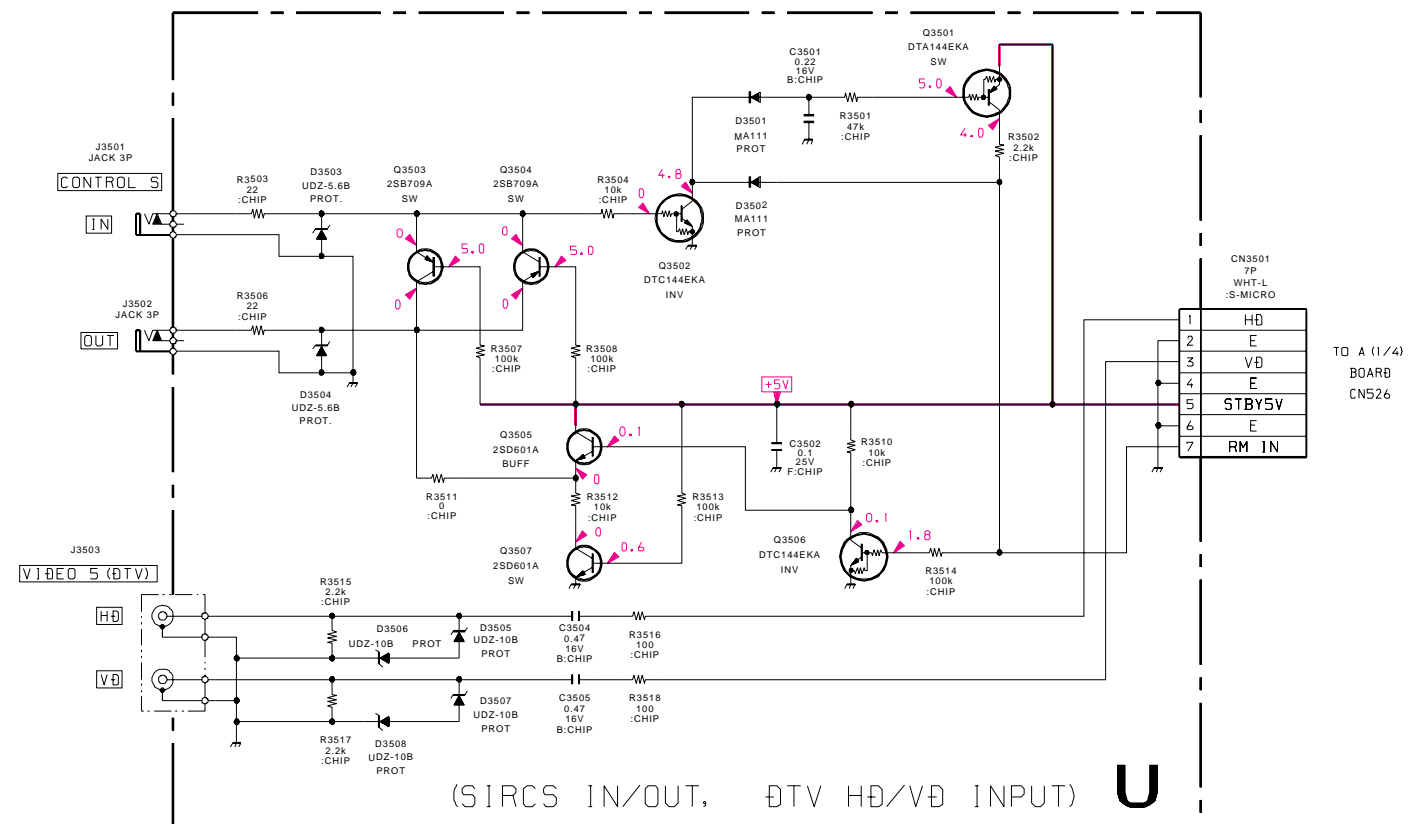 Q3501
DTA144EKA
SW
C3501
0.22
16V
B:CHIP
5.0
D3501
MA111
PROT
R3501
47k
:CHIP
4.0
R3502
2.2k
:CHIP
J3501
JACK 3P
CONTROL S
IN
R3503
22
:CHIP
D3503
UDZ-5.6B
PROT.
Q3503
2SB709A
SW
Q3504
2SB709A
SW
R3504
10k
:CHIP
0
4.8
D3502
MA111
PROT
Q3502
DTC144EKA
INV
0
5.0
0
0
5.0
0
J3502
JACK 3P
OUT
R3506
22
:CHIP
D3504
UDZ-5.6B
PROT.
R3507
100k
:CHIP
R3508
100k
:CHIP
CN3501
7P
WHT-L
:S-MICRO
1 HD
2 E
3 VD
4 E
5 STBY5V
6 E
7 RM IN
TO A (1/4)
BOARD
CN526
+5V
Q3505
2SD601A
BUFF
0.1
0
C3502
0.1
25V
F:CHIP
R3510
10k
:CHIP
R3511
0
:CHIP
R3512
10k
:CHIP
R3513
100k
:CHIP
Q3507
2SD601A
SW
0
0.6
Q3506
DTC144EKA
INV
0.1
1.8
R3514
100k
:CHIP
J3503
VIDEO 5 (DTV)
HD
VD
R3515
2.2k
:CHIP
D3506
UDZ-10B
PROT
D3505
UDZ-10B
PROT
C3504
0.47
16V
B:CHIP
R3516
100
:CHIP
R3517
2.2k
:CHIP
D3508
UDZ-10B
PROT
D3507
UDZ-10B
PROT
C3505
0.47
16V
B:CHIP
R3518
100
:CHIP
(SIRCS IN/OUT, DTV HD/VD INPUT)
U